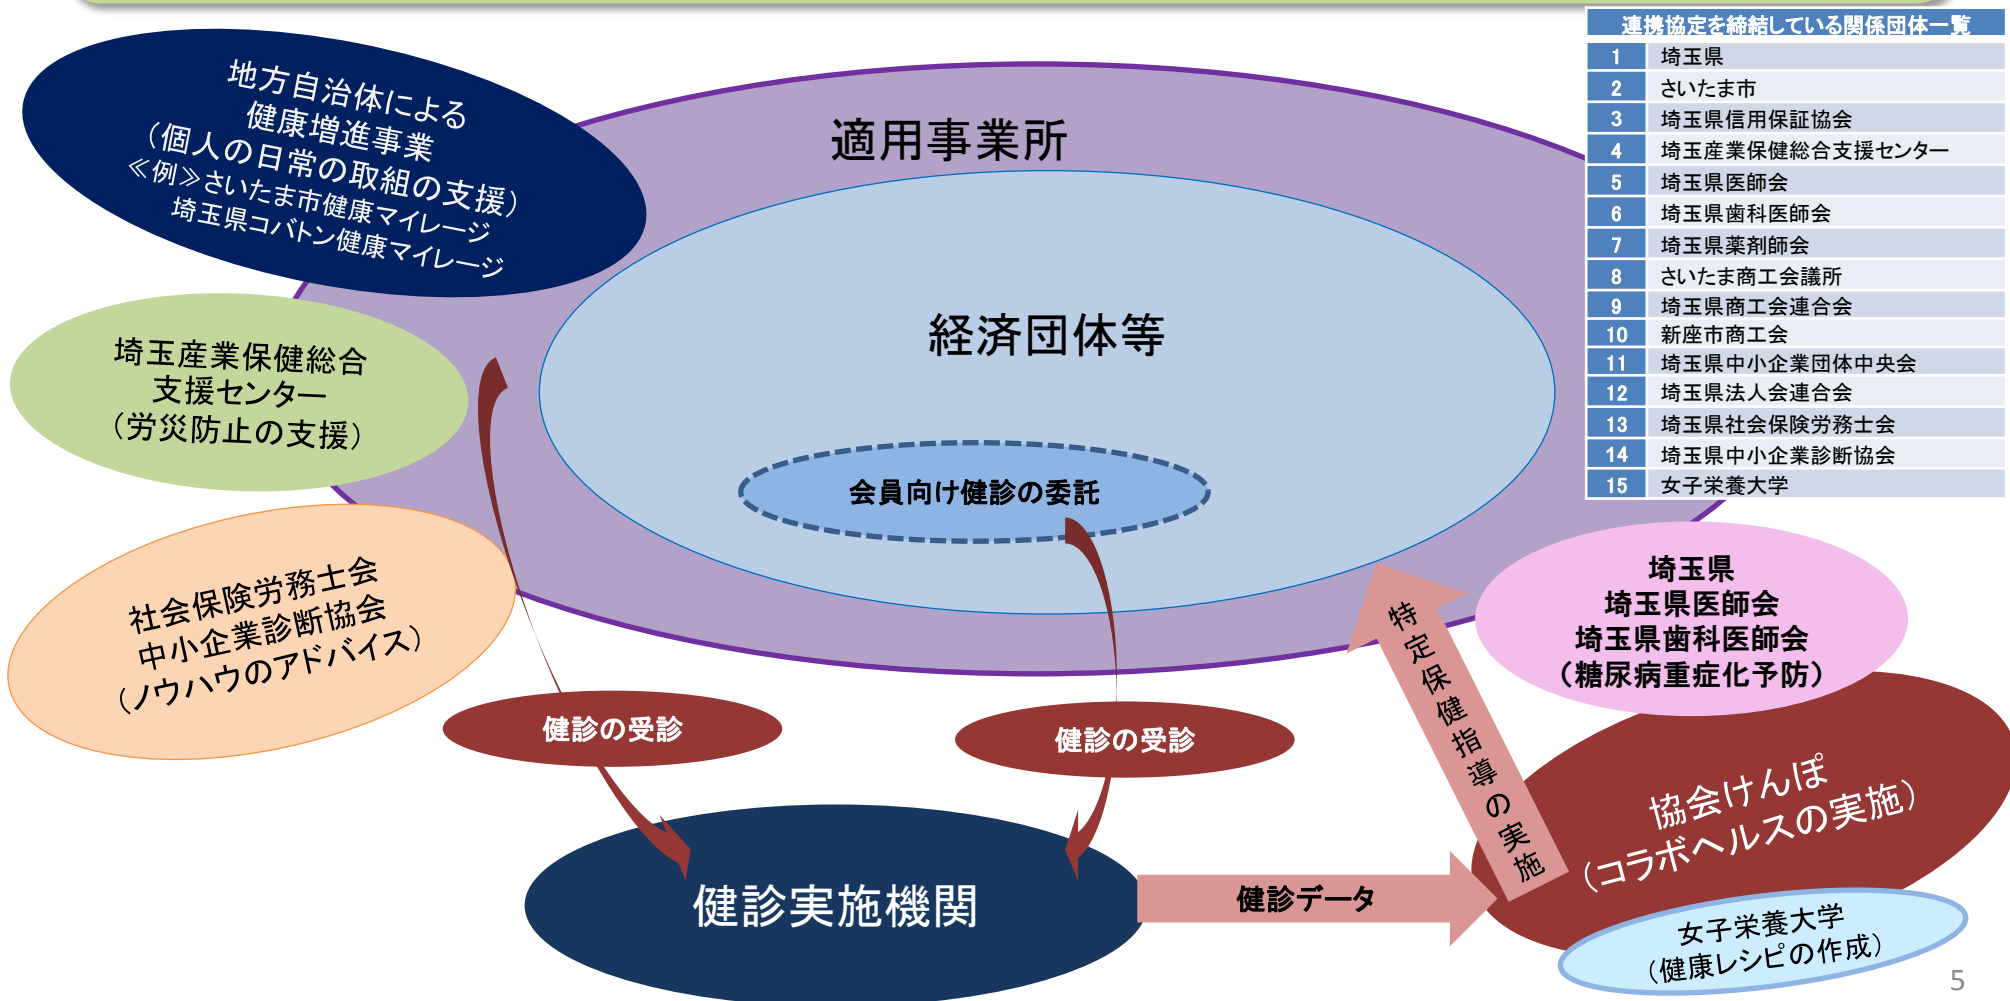 連携協定を締結している関係団体一覧
1 埼玉県
2 さいたま市
3 埼玉県信用保証協会
4 埼玉産業保健総合支援センター
5 埼玉県医師会
6 埼玉県歯科医師会
7 埼玉県薬剤師会
8 さいたま商工会議所
9 埼玉県商工会連合会
10 新座市商工会
11 埼玉県中小企業団体中央会
12 埼玉県法人会連合会
13 埼玉県社会保険労務士会
14 埼玉県中小企業診断協会
15 女子栄養大学
地方自治体による
健康増進事業
（個人の日常の取組の支援）
≪例≫さいたま市健康マイレージ
埼玉県コバトン健康マイレージ
適用事業所
経済団体等
会員向け健診の委託
埼玉産業保健総合
支援センター
（労災防止の支援）
社会保険労務士会
中小企業診断協会
（ノウハウのアドバイス）
健診の受診
健診の受診
特定保健指導の実施
埼玉県
埼玉県医師会
埼玉県歯科医師会
（糖尿病重症化予防）
協会けんぽ
（コラボヘルスの実施）
健診実施機関
健診データ
女子栄養大学
（健康レシピの作成）
5